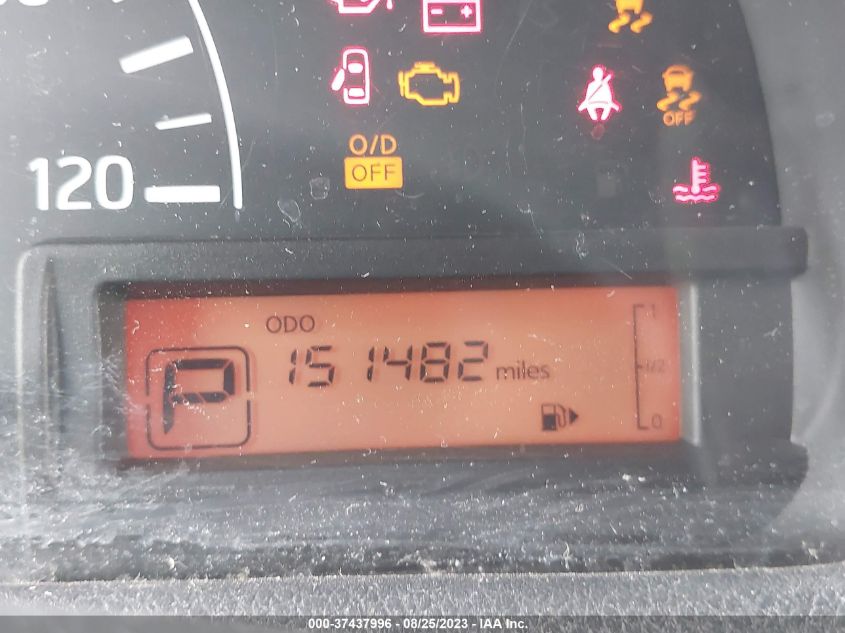 120
O/D
OFF
OFF
ODO
P
151482 miles
1
1/2
0
000-37437996 - 08/25/2023 - IAA Inc.